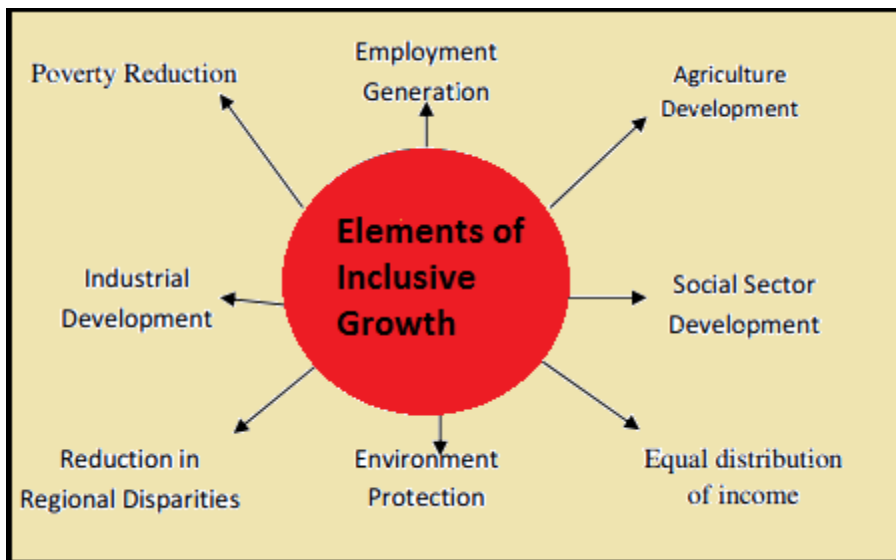 Poverty Reduction
Employment
Generation
Agriculture
Development
Industrial
Development
Elements of
Inclusive
Growth
Social Sector
Development
Reduction in
Regional Disparities
Environment
Protection
Equal distribution
of income